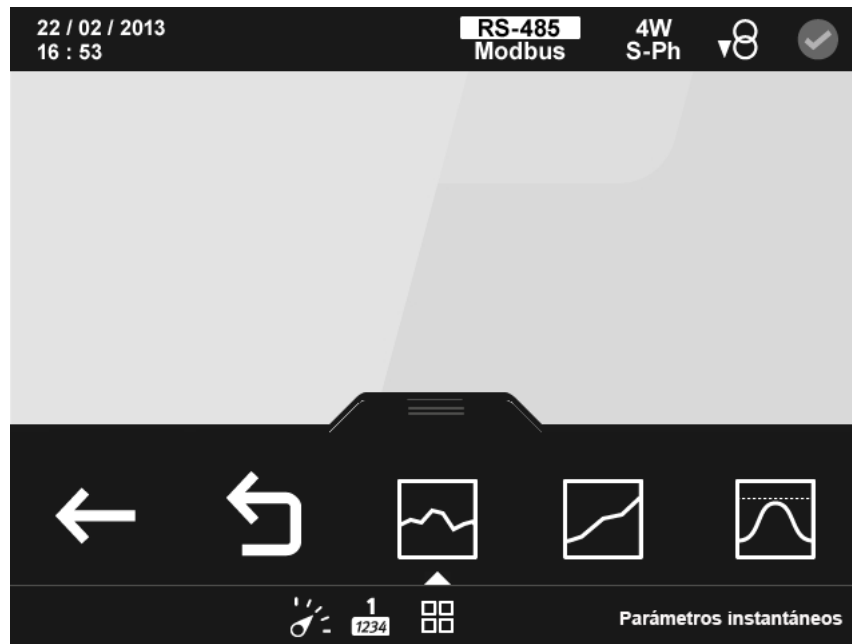 22 / 02 / 2013
16 : 53
RS-485
Modbus
4W
S-Ph
1
1234
Parámetros instantáneos